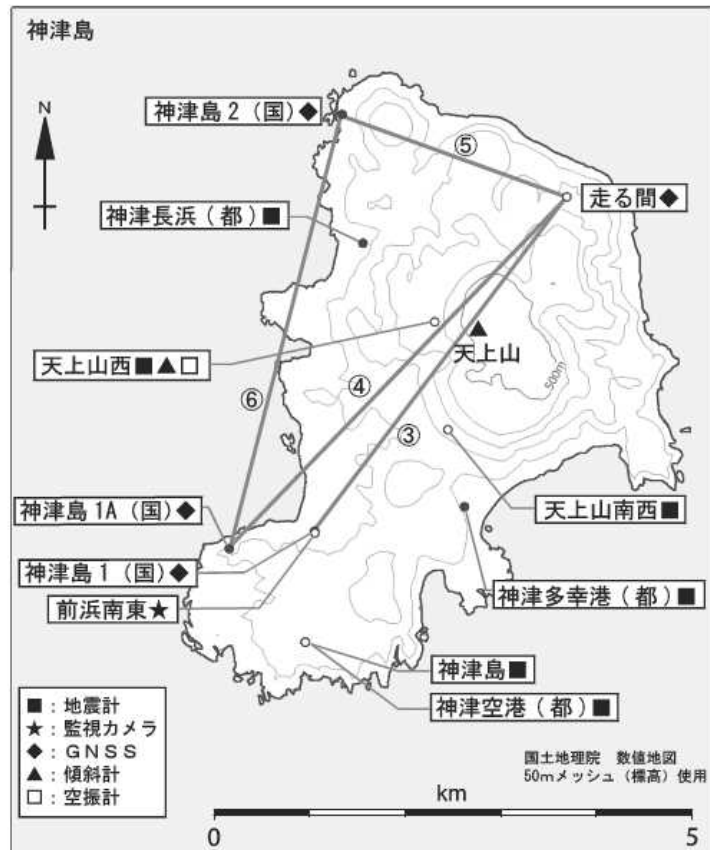 神津島
N
神津島2（国）◆
⑤
走る間◆
神津長浜（都）■
天上山西■▲□
天上山
500m
⑥
④
③
神津島1A（国）◆
天上山南西■
神津島1（国）◆
前浜南東★
神津多幸港（都）■
神津島■
神津空港（都）■
■：地震計
★：監視カメラ
◆：GNSS
▲：傾斜計
□：空振計
国土地理院 数値地図
50mメッシュ（標高）使用
km
0 5